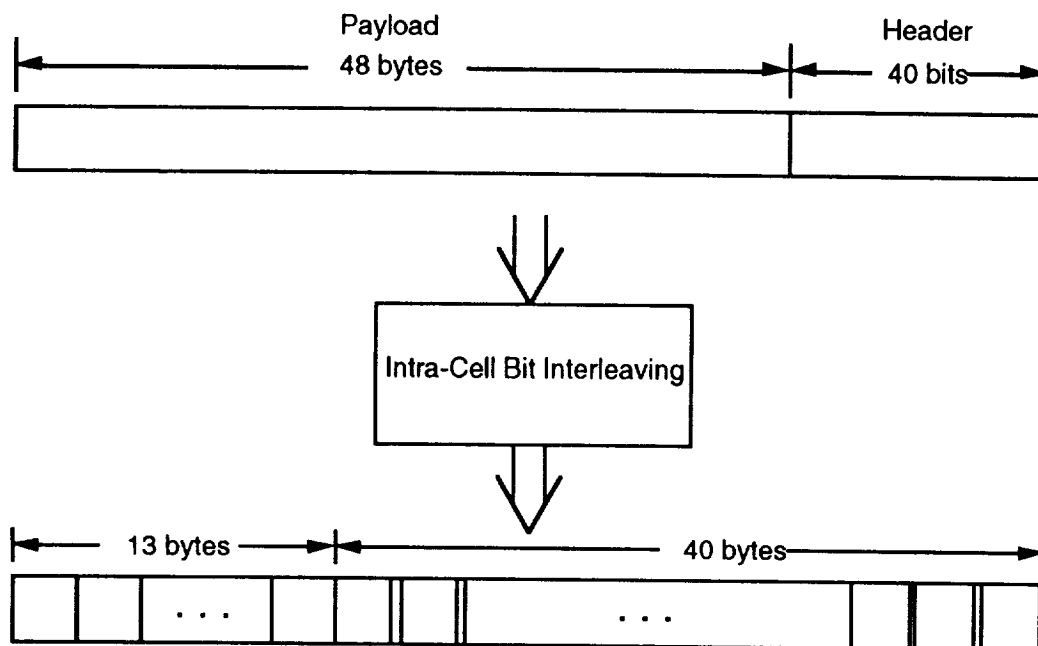 Payload
Header
48 bytes
40 bits
Intra-Cell Bit Interleaving
13 bytes
40 bytes
. . .
. . .